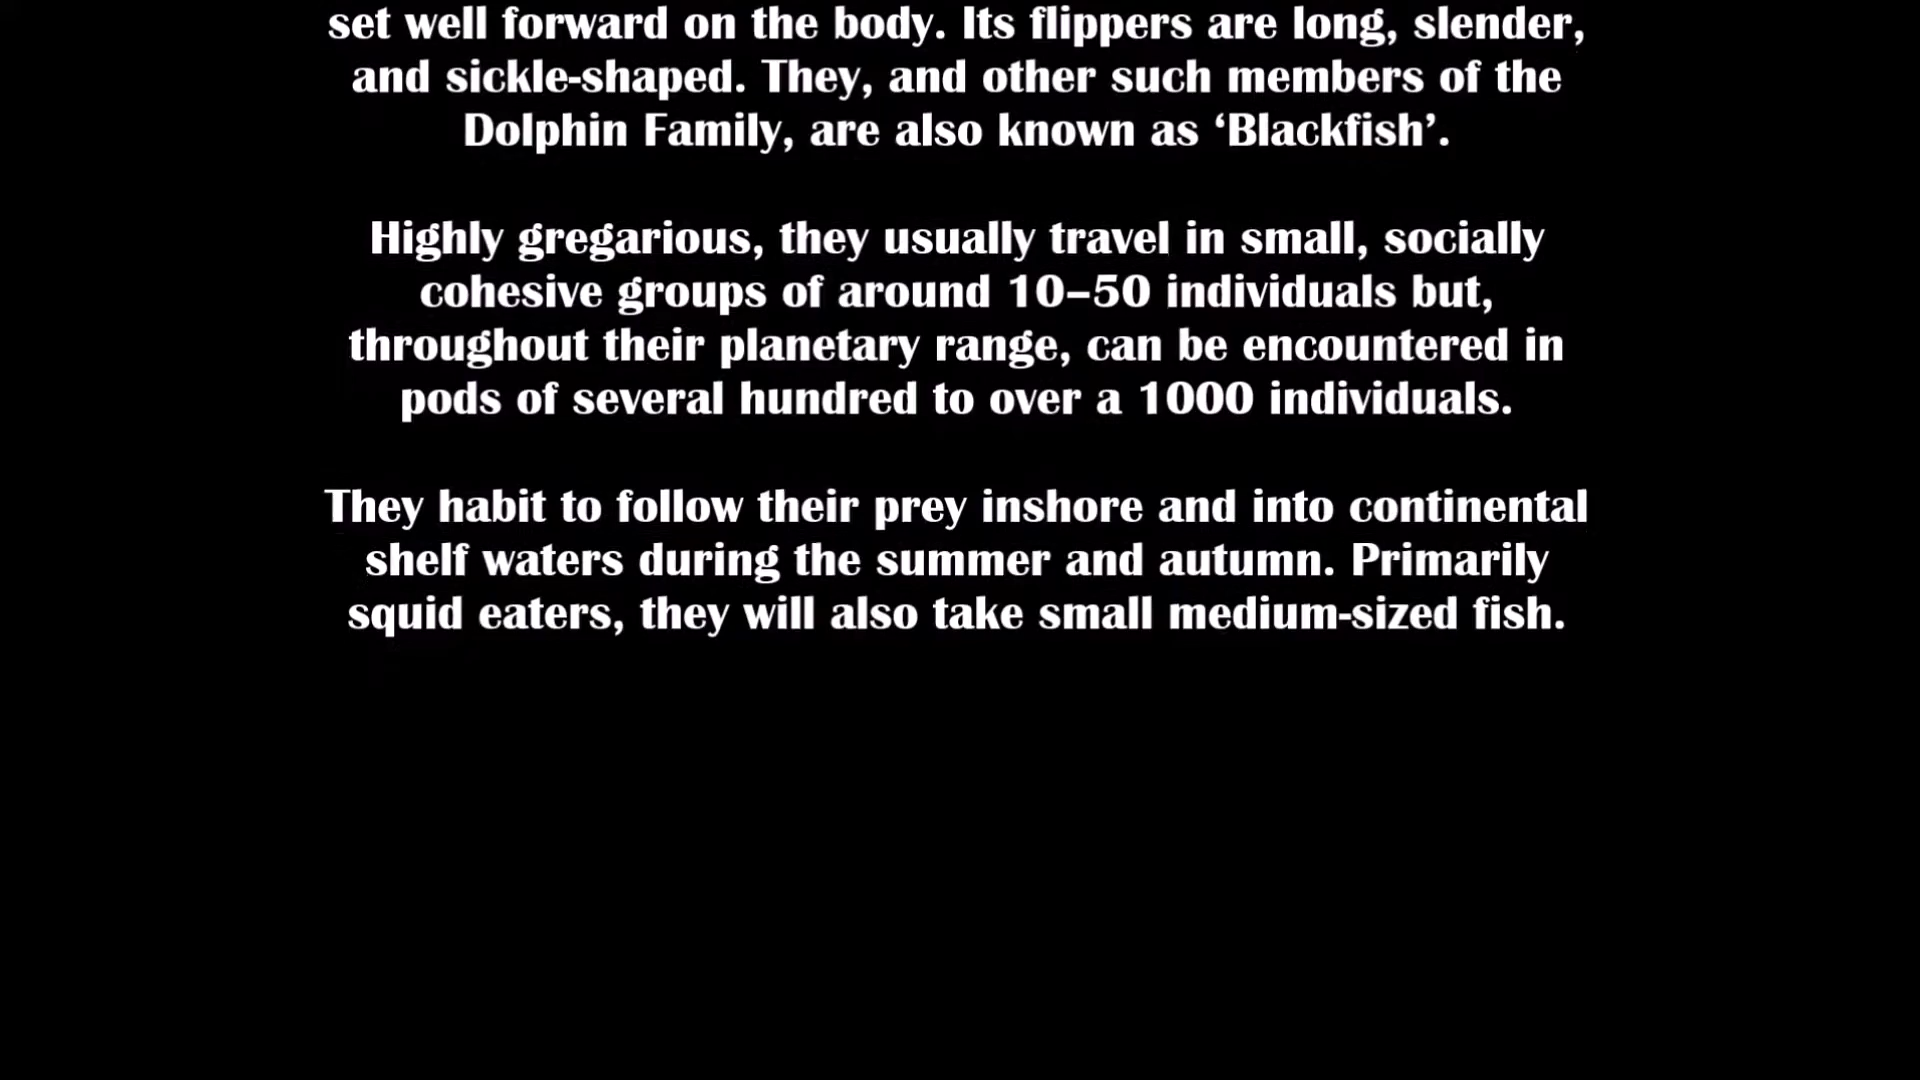 set well forward on the body. Its flippers are long, slender,
and sickle-shaped. They, and other such members of the
Dolphin Family, are also known as ‘Blackfish’.
Highly gregarious, they usually travel in small, socially
cohesive groups of around 10–50 individuals but,
throughout their planetary range, can be encountered in
pods of several hundred to over a 1000 individuals.
They habit to follow their prey inshore and into continental
shelf waters during the summer and autumn. Primarily
squid eaters, they will also take small medium-sized fish.